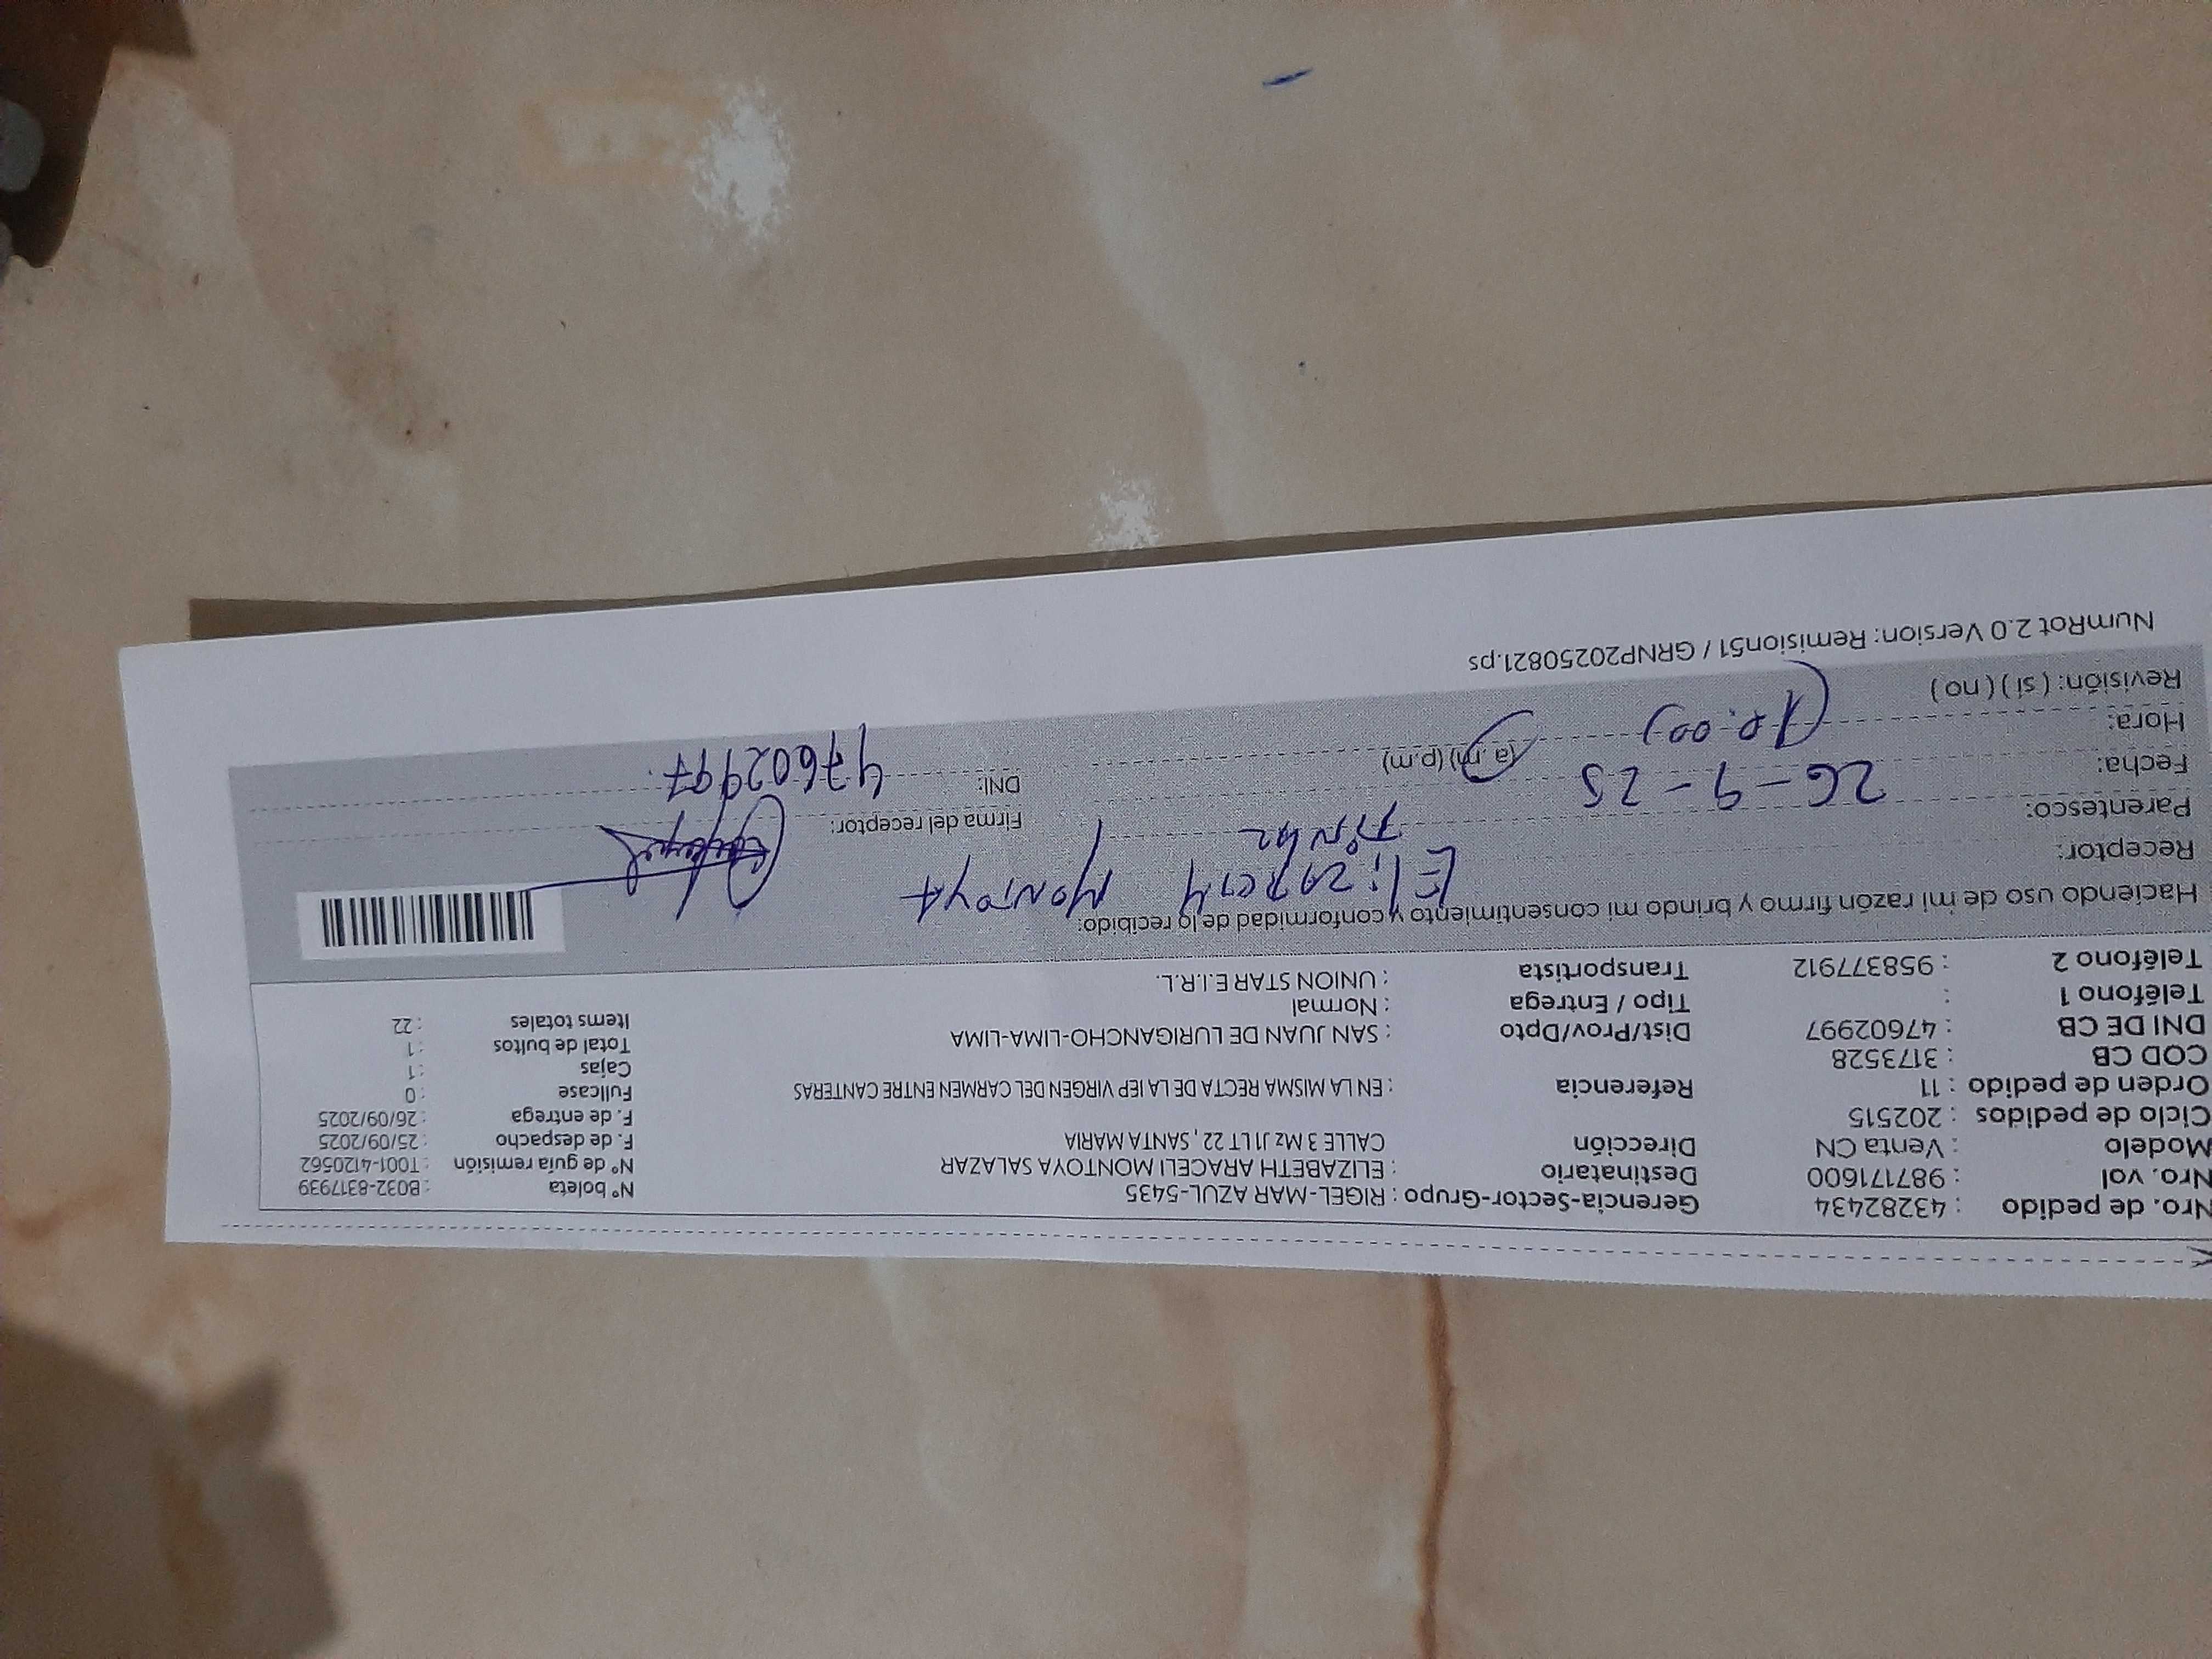 Nro. de pedido : 43282434 Gerencia-Sector-Grupo : RIGEL-MAR AZUL-5435 N° boleta : B032-8317939
Nro. vol : 987171600 Destinatario : ELIZABETH ARACELI MONTOYA SALAZAR N° de guía remisión : T001-4120562
Modelo : Venta CN Dirección CALLE 3 Mz J1 LT 22 , SANTA MARIA F. de despacho : 25/09/2025
Ciclo de pedidos : 202515 F. de entrega : 26/09/2025
Orden de pedido : 11 Referencia : EN LA MISMA RECTA DE LA IEP VIRGEN DEL CARMEN ENTRE CANTERAS Fullcase : 0
COD CB : 3173528 Cajas : 1
DNI DE CB : 47602997 Dist/Prov/Dpto : SAN JUAN DE LURIGANCHO-LIMA-LIMA Total de bultos : 1
Teléfono 1 : Tipo / Entrega : Normal Items totales : 22
Teléfono 2 : 958377912 Transportista : UNION STAR E.I.R.L.
Haciendo uso de mi razón firmo y brindo mi consentimiento y conformidad de lo recibido:
Receptor: MONTOYA
Parentesco: Firma del receptor:
Fecha: 26-9-25 (a.m) (p.m) DNI: 47602997
Hora:
Revisión: ( sí ) ( no )
NumRot 2.0 Version: Remision51 / GRNP20250821.ps